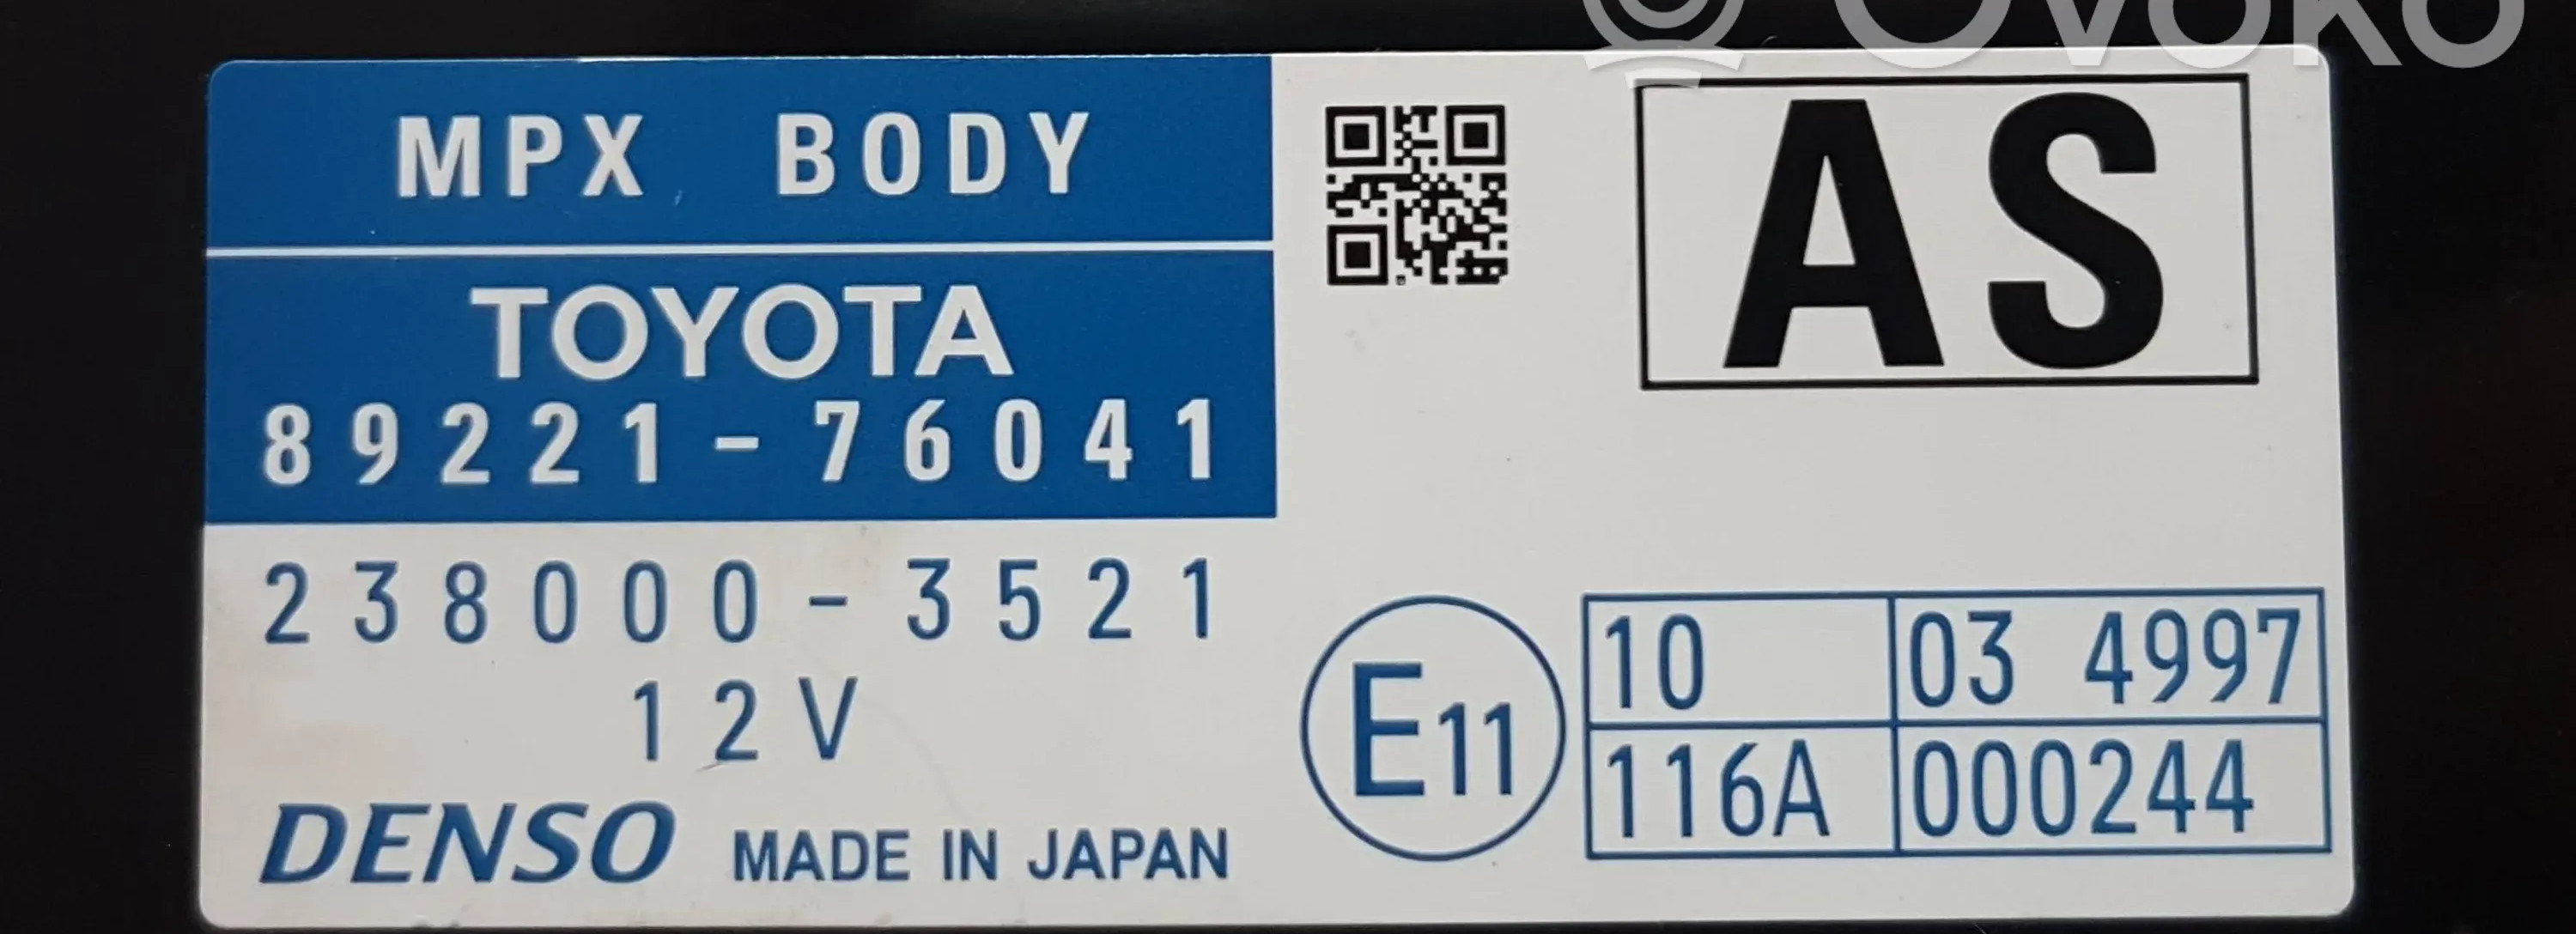 ovoko
MPX BODY
AS
TOYOTA
89221-76041
238000-3521
12V
DENSO MADE IN JAPAN
E11
10 03 4997
116A 000244